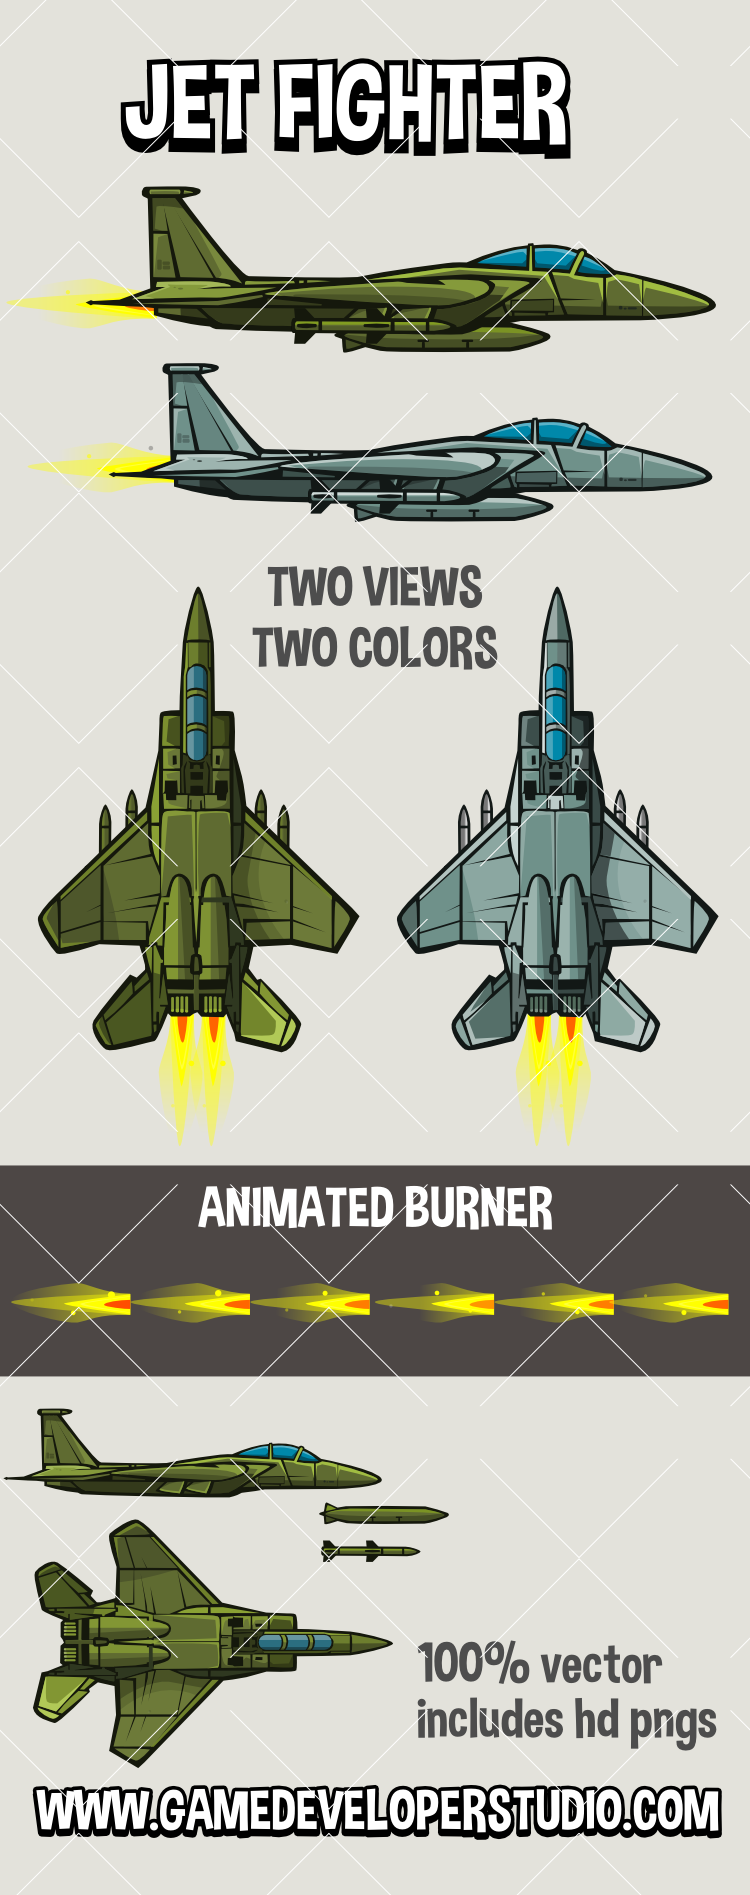 JET FIGHTER
TWO VIEWS
TWO COLORS
ANIMATED BURNER
100% vector
includes hd pngs
WWW.GAMEDEVELOPERSTUDIO.COM